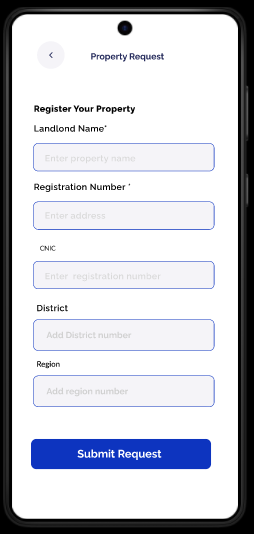 Property Request
Register Your Property
Landlond Name*
Enter property name
Registration Number *
Enter address
CNIC
Enter registration number
District
Add District number
Region
Add region number
Submit Request